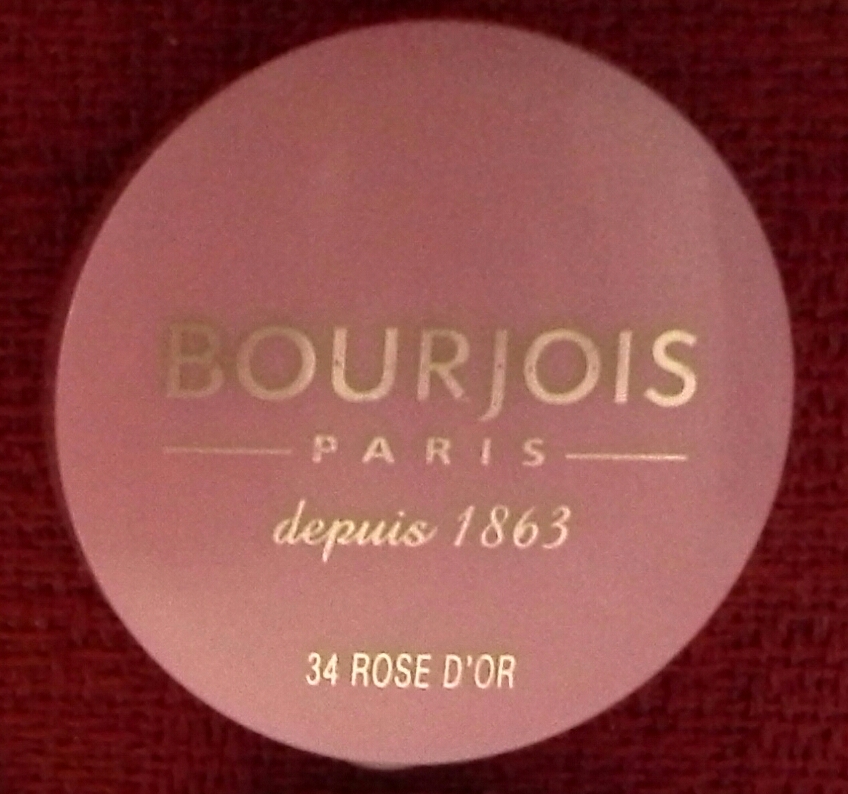 BOURJOIS
PARIS
depuis 1863
34 ROSE D'OR